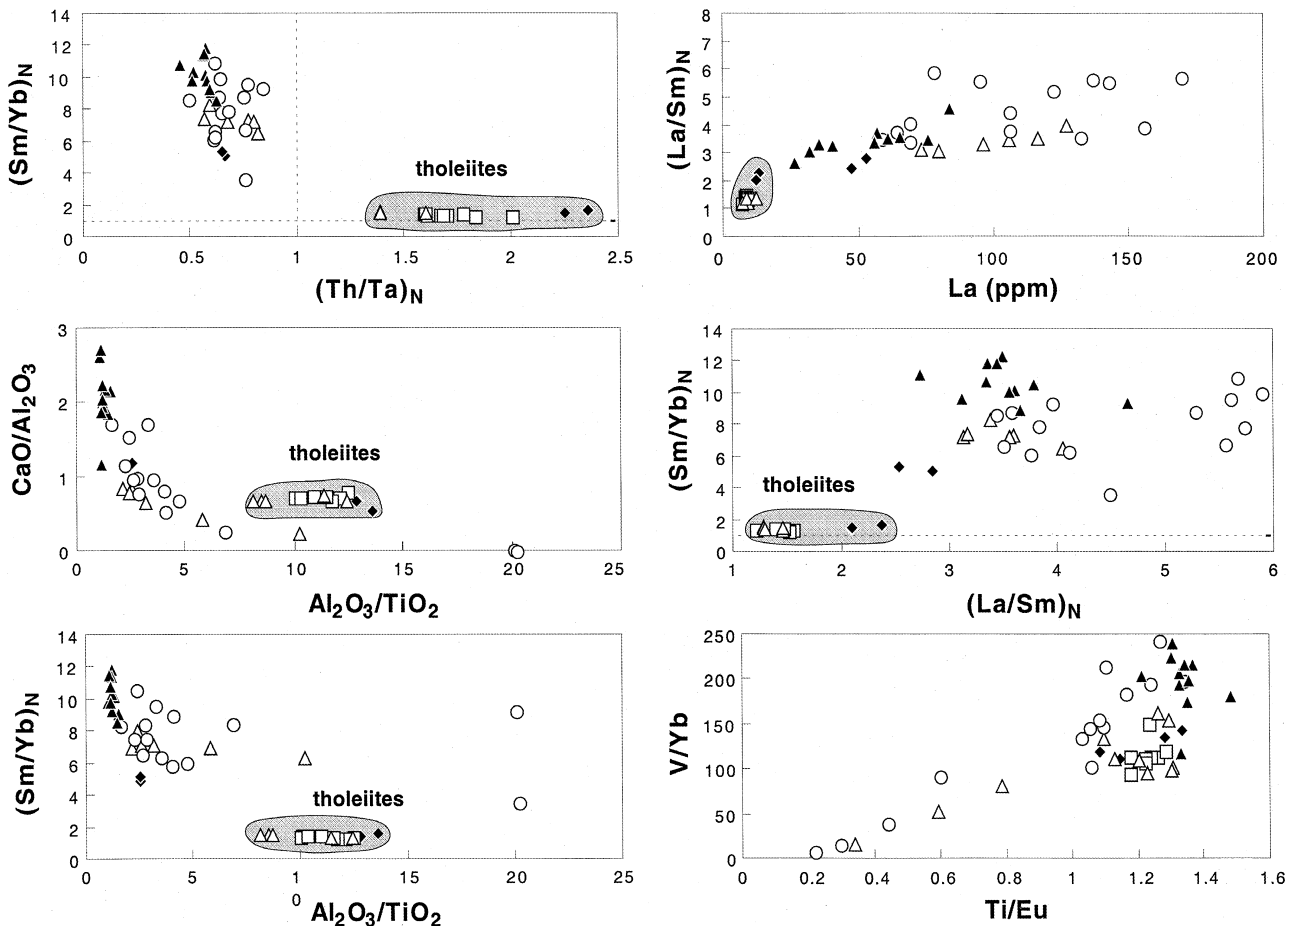 14
12
10
8
6
4
2
0
(Sm/Yb)N
tholeiites
0 0.5 1 1.5 2 2.5
(Th/Ta)N
8
7
6
5
4
3
2
1
0
(La/Sm)N
0 50 100 150 200
La (ppm)
3
2
1
0
CaO/Al2O3
tholeiites
0 5 10 15 20 25
Al2O3/TiO2
14
12
10
8
6
4
2
0
(Sm/Yb)N
tholeiites
1 2 3 4 5 6
(La/Sm)N
14
12
10
8
6
4
2
0
(Sm/Yb)N
tholeiites
0 5 1 15 20 25
0
Al2O3/TiO2
250
200
150
100
50
0
V/Yb
0 0.2 0.4 0.6 0.8 1 1.2 1.4 1.6
Ti/Eu